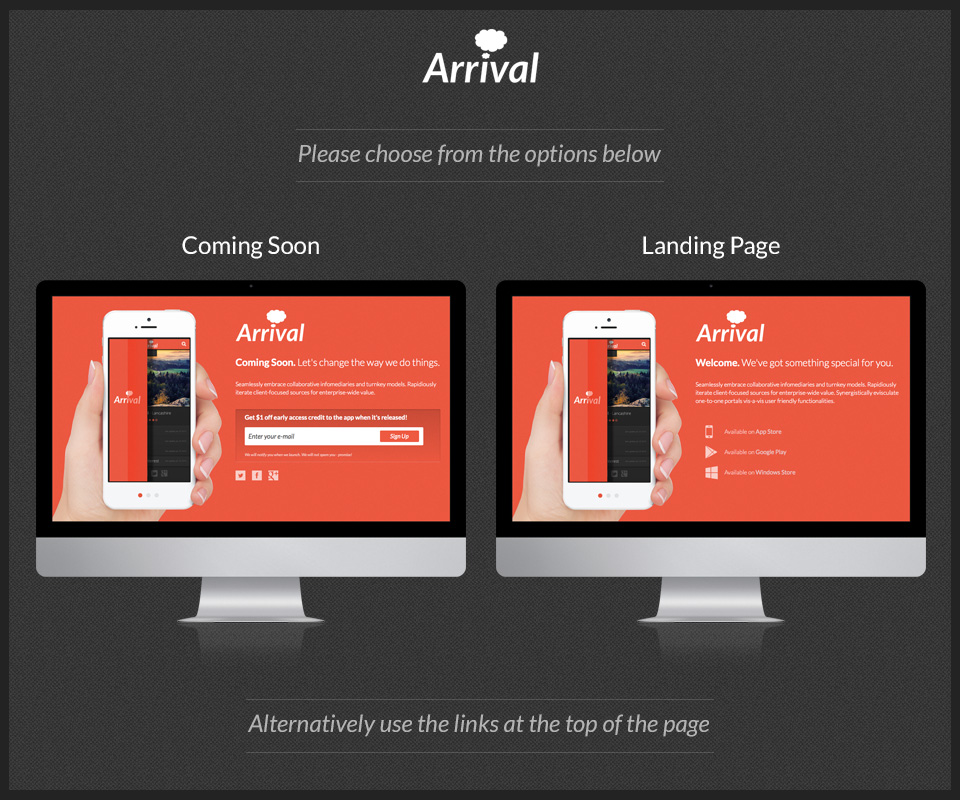 Arrival
Please choose from the options below
Coming Soon
Landing Page
Arrival
Coming Soon. Let's change the way we do things.
Seamlessly embrace collaborative infomediaries and turnkey models. Rapidiously
iterate client-focused sources for enterprise-wide value.
Get $1 off early access credit to the app when it's released!
Enter your e-mail
Sign Up
We will notify you when we launch. We will not spam you - promise!
Arrival
Arrival
Welcome. We've got something special for you.
Seamlessly embrace collaborative infomediaries and turnkey models. Rapidiously
iterate client-focused sources for enterprise-wide value. Synergistically evisculate
one-to-one portals vis-a-vis user friendly functionalities.
Available on App Store
Available on Google Play
Available on Windows Store
Arrival
Alternatively use the links at the top of the page